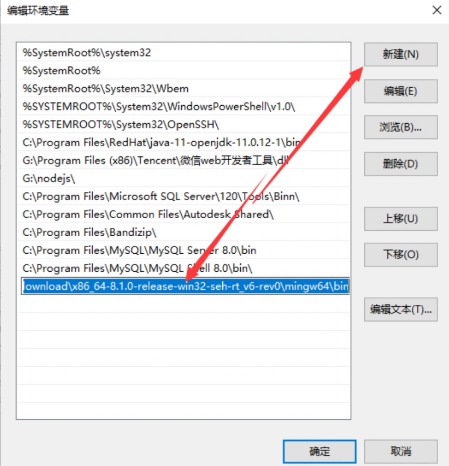 编辑环境变量
%SystemRoot%\system32
%SystemRoot%
%SystemRoot%\System32\Wbem
%SYSTEMROOT%\System32\WindowsPowerShell\v1.0\
%SYSTEMROOT%\System32\OpenSSH\
C:\Program Files\RedHat\java-11-openjdk-11.0.12-1\bin
G:\Program Files (x86)\Tencent\微信web开发者工具\dll
G:\nodejs\
C:\Program Files\Microsoft SQL Server\120\Tools\Binn\
C:\Program Files\Common Files\Autodesk Shared\
C:\Program Files\Bandizip\
C:\Program Files\MySQL\MySQL Server 8.0\bin
C:\Program Files\MySQL\MySQL Shell 8.0\bin\
ownload\x86_64-8.1.0-release-win32-seh-rt_v6-rev0\mingw64\bin
新建(N)
编辑(E)
浏览(B)...
删除(D)
上移(U)
下移(O)
编辑文本(T)...
确定
取消